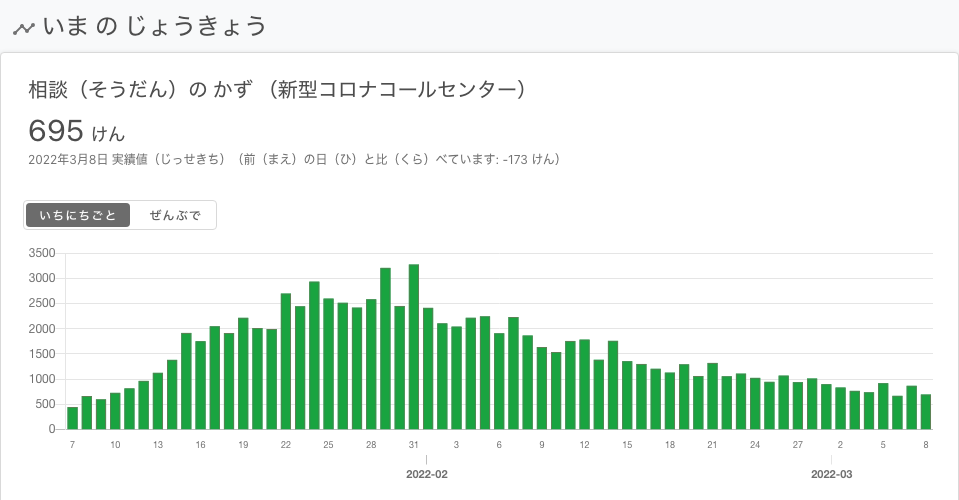 いま の じょうきょう
相談（そうだん）の かず （新型コロナコールセンター）
695 けん
2022年3月8日 実績値（じっせきち）（前（まえ）の日（ひ）と比（くら）べています: -173 けん）
いちにちごと ぜんぶで
3500
3000
2500
2000
1500
1000
500
0
7 10 13 16 19 22 25 28 31 3 6 9 12 15 18 21 24 27 2 5 8
2022-02 2022-03